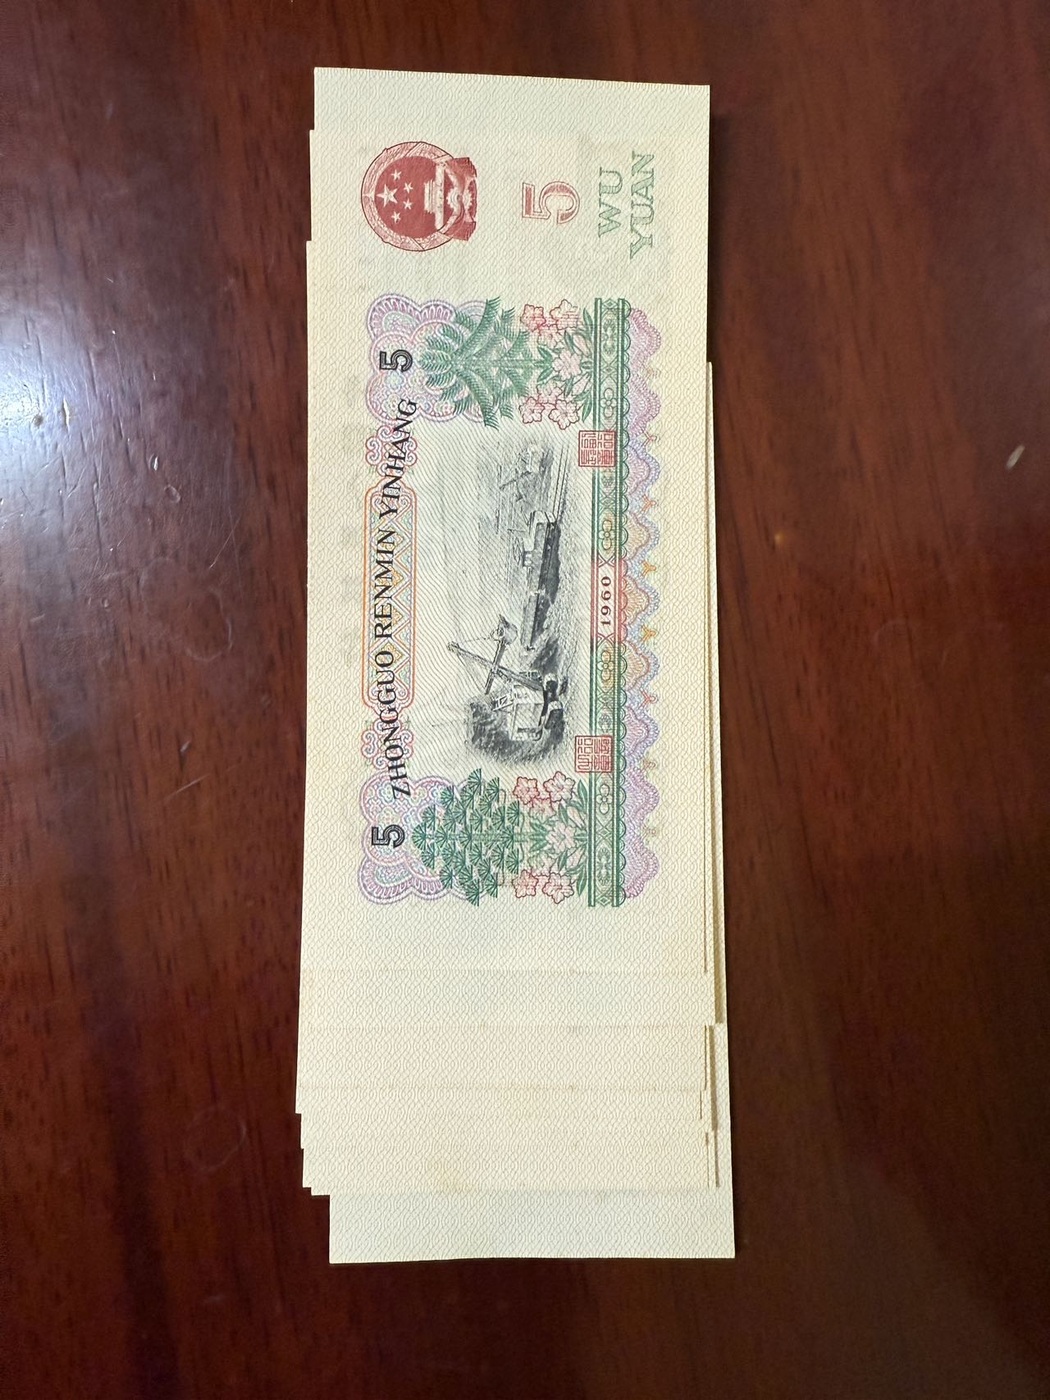 5 ZHONGGUO RENMIN YINHANG 5
5
WU
YUAN
1960